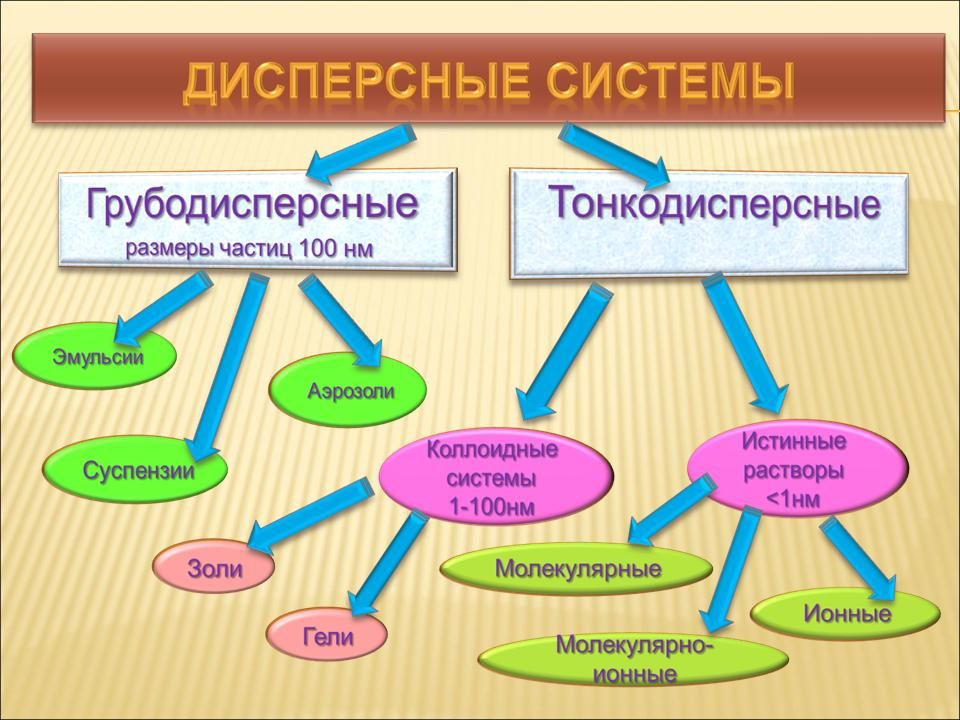 ДИСПЕРСНЫЕ СИСТЕМЫ
Грубодисперсные
размеры частиц 100 нм
Тонкодисперсные
Эмульсии
Аэрозоли
Суспензии
Коллоидные
системы
1-100нм
Истинные
растворы
<1нм
Золи
Гели
Молекулярные
Молекулярно-
ионные
Ионные